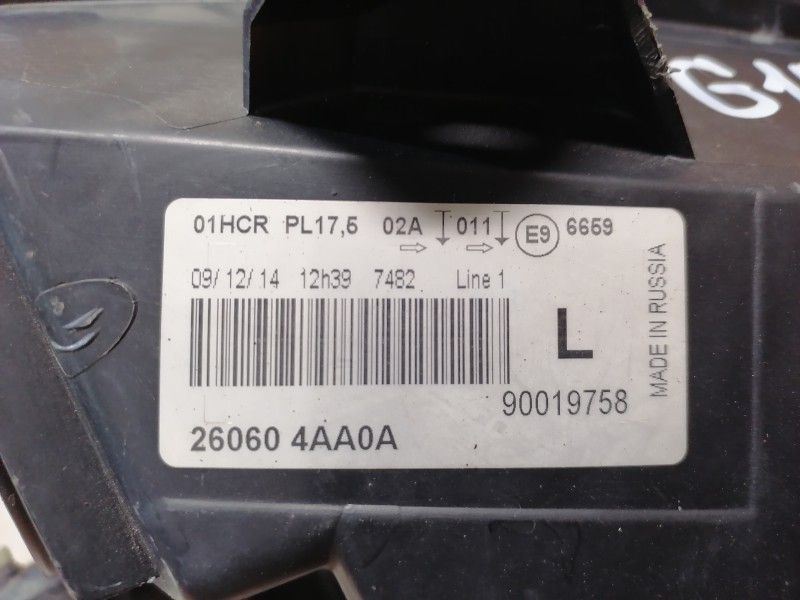 01HCR PL17,5 02A 011 E9 6659
09/12/14 12h39 7482 Line 1
L
90019758
26060 4AA0A
MADE IN RUSSIA